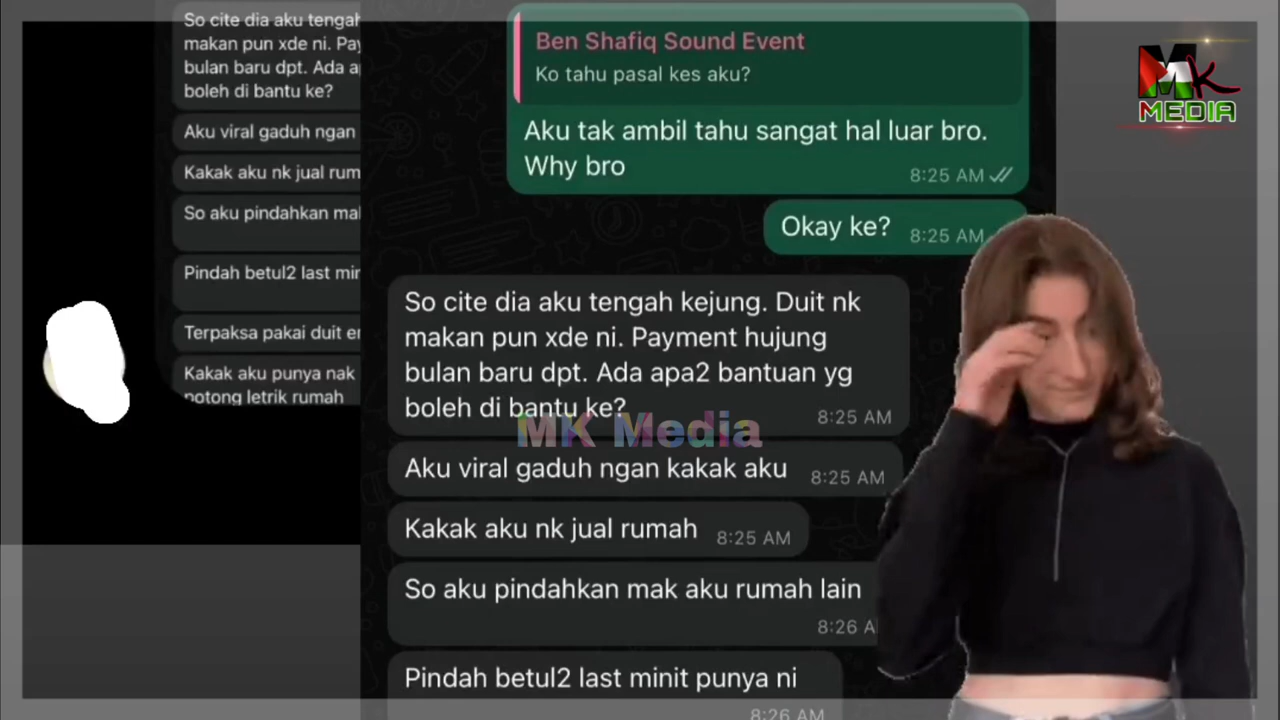 So cite dia aku tengah
makan pun xde ni. Pay
bulan baru dpt. Ada a
boleh di bantu ke?
Aku viral gaduh ngan
Kakak aku nk jual rum
So aku pindahkan mak
Pindah betul2 last min
Terpaksa pakai duit e
Kakak aku punya nak
potong letrik rumah
Ben Shafiq Sound Event
Ko tahu pasal kes aku?
Aku tak ambil tahu sangat hal luar bro.
Why bro
8:25 AM
Okay ke?
8:25 AM
So cite dia aku tengah kejung. Duit nk
makan pun xde ni. Payment hujung
bulan baru dpt. Ada apa2 bantuan yg
boleh di bantu ke?
8:25 AM
MK Media
Aku viral gaduh ngan kakak aku
8:25 AM
Kakak aku nk jual rumah
8:25 AM
So aku pindahkan mak aku rumah lain
8:26 A
Pindah betul2 last minit punya ni
8:26 AM
MK
MEDIA